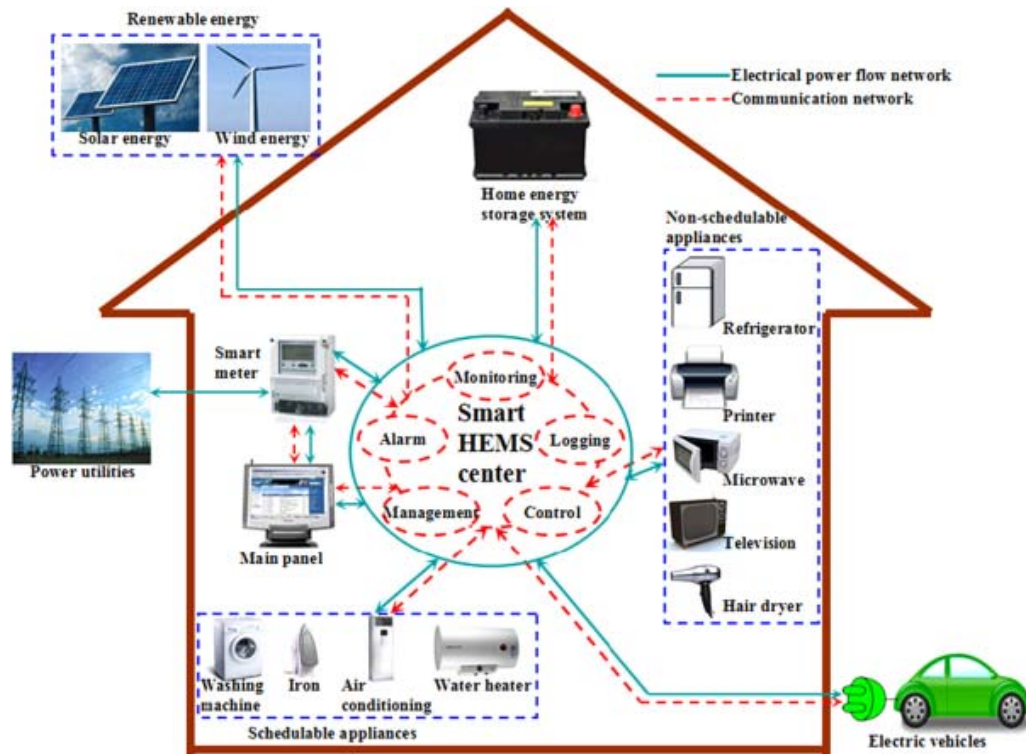 Renewable energy
Solar energy
Wind energy
Electrical power flow network
Communication network
Home energy
storage system
Non-schedulable
appliances
Refrigerator
Printer
Microwave
Television
Hair dryer
Smart
meter
Power utilities
Main panel
Monitoring
Alarm
Smart
HEMS
center
Logging
Management
Control
Washing
machine
Iron
Air
conditioning
Water heater
Schedulable appliances
Electric vehicles